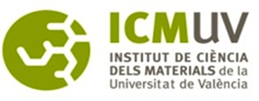 ICMUV
INSTITUT DE CIÈNCIA
DELS MATERIALS de la
Universitat de València